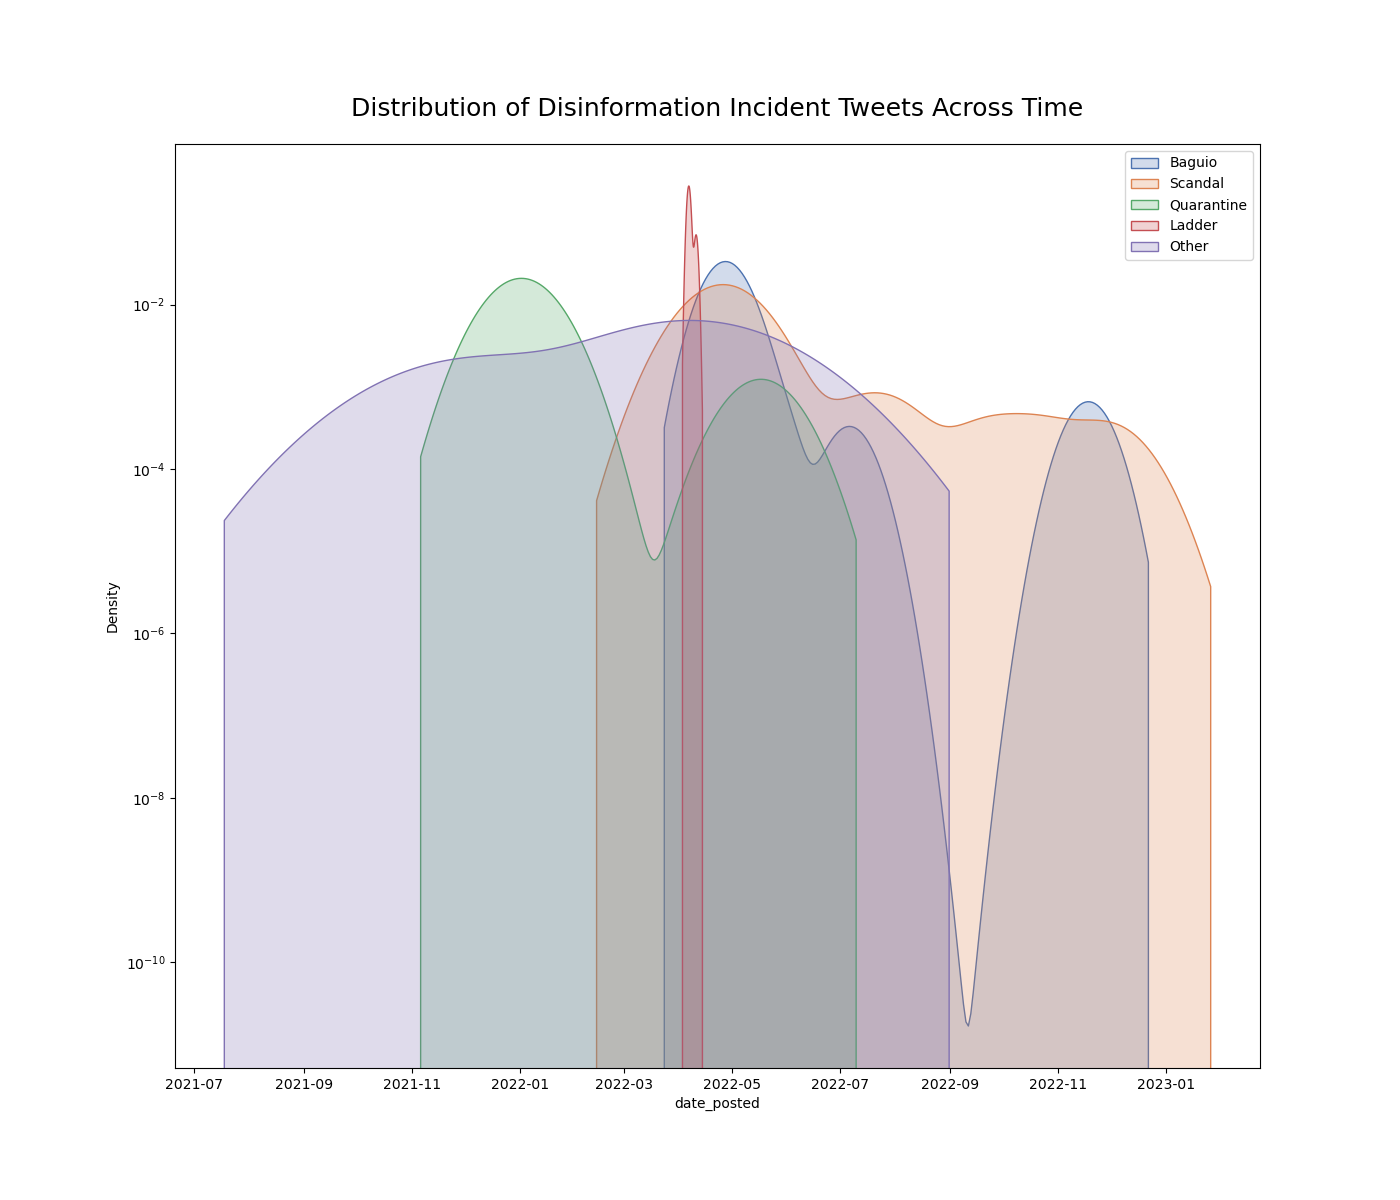 Distribution of Disinformation Incident Tweets Across Time
Baguio
Scandal
Quarantine
Ladder
Other
Density
10⁻²
10⁻⁴
10⁻⁶
10⁻⁸
10⁻¹⁰
2021-07 2021-09 2021-11 2022-01 2022-03 2022-05 2022-07 2022-09 2022-11 2023-01
date_posted